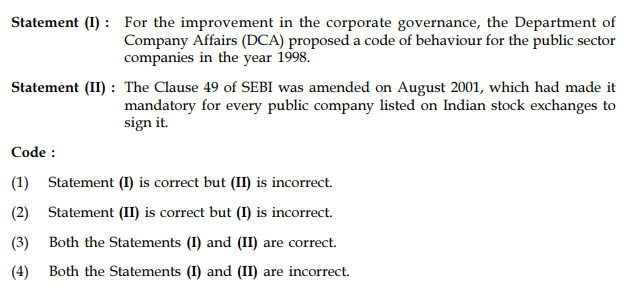 Statement (I) : For the improvement in the corporate governance, the Department of
Company Affairs (DCA) proposed a code of behaviour for the public sector
companies in the year 1998.
Statement (II) : The Clause 49 of SEBI was amended on August 2001, which had made it
mandatory for every public company listed on Indian stock exchanges to
sign it.
Code :
(1) Statement (I) is correct but (II) is incorrect.
(2) Statement (II) is correct but (I) is incorrect.
(3) Both the Statements (I) and (II) are correct.
(4) Both the Statements (I) and (II) are incorrect.